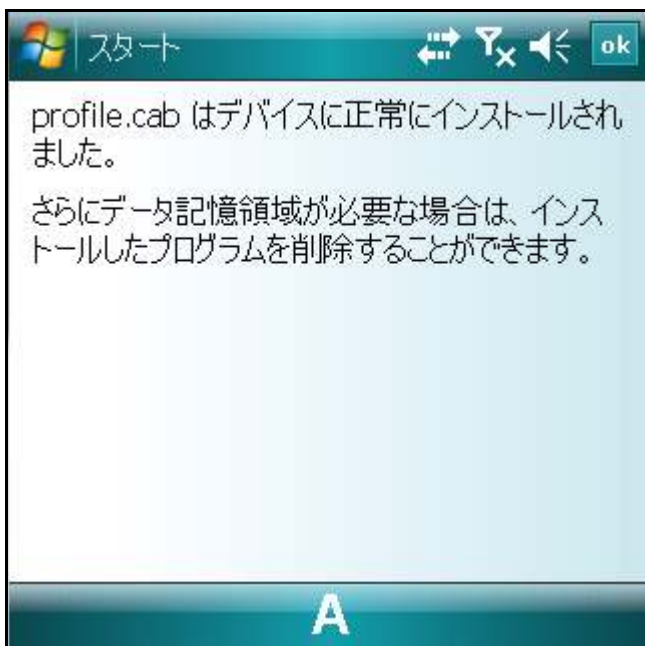 スタート
ok
profile.cab はデバイスに正常にインストールされ
ました。
さらにデータ記憶領域が必要な場合は、インス
トールしたプログラムを削除することができます。
A